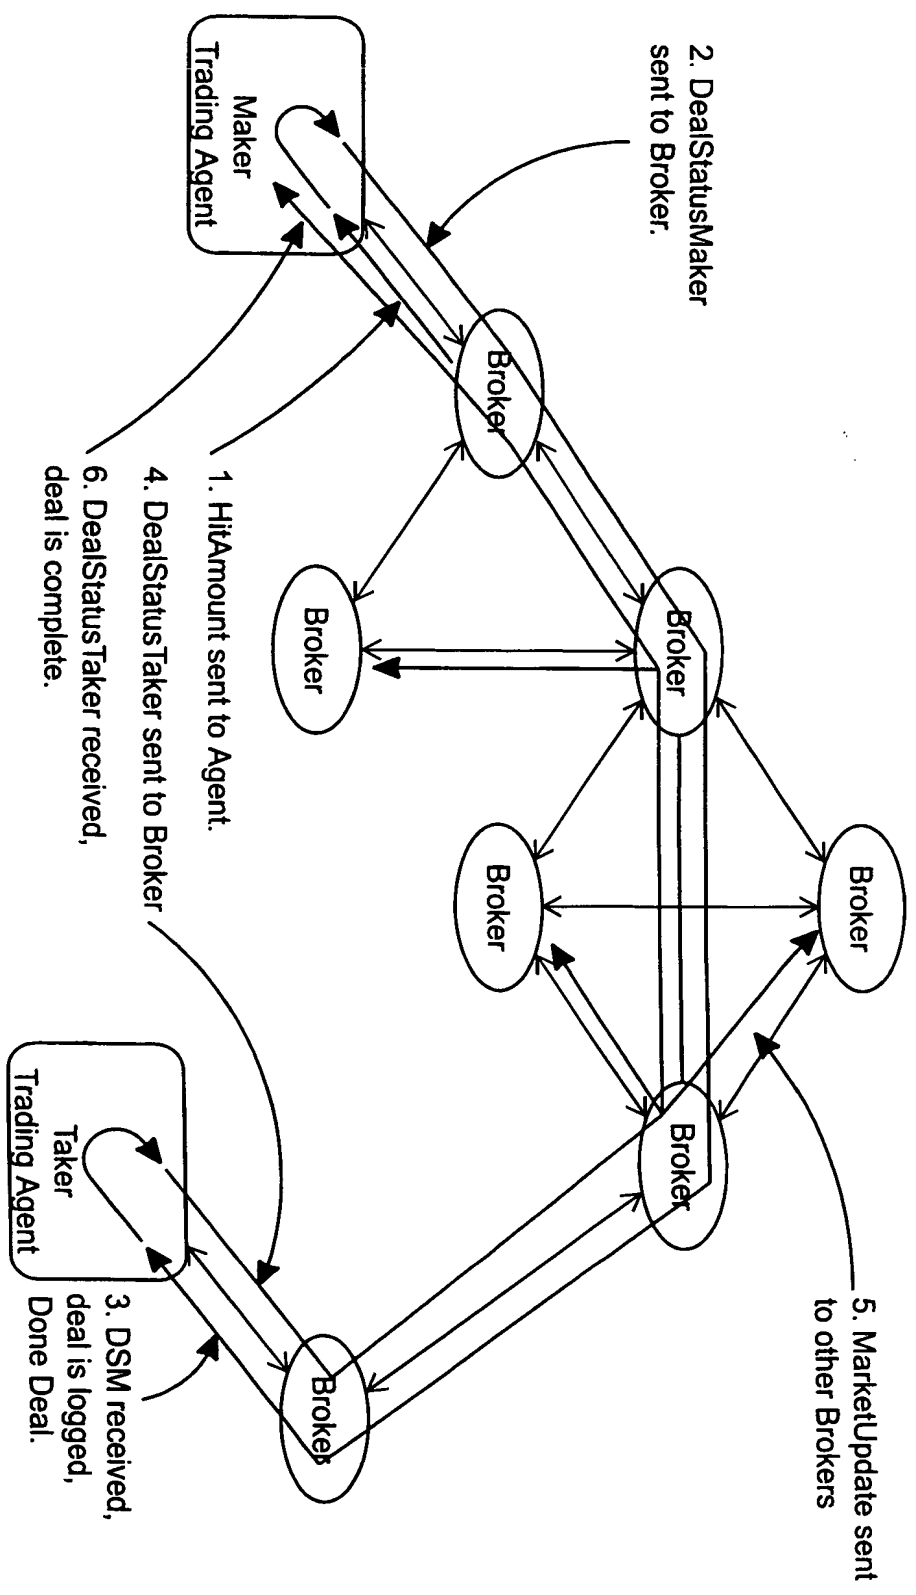 2. DealStatusMaker
sent to Broker.
Maker
Trading Agent
Broker
Broker
Broker
Broker
Broker
Broker
Broker
1. HitAmount sent to Agent.
4. DealStatusTaker sent to Broker
6. DealStatusTaker received,
deal is complete.
5. MarketUpdate sent
to other Brokers
Taker
Trading Agent
3. DSM received,
deal is logged,
Done Deal.